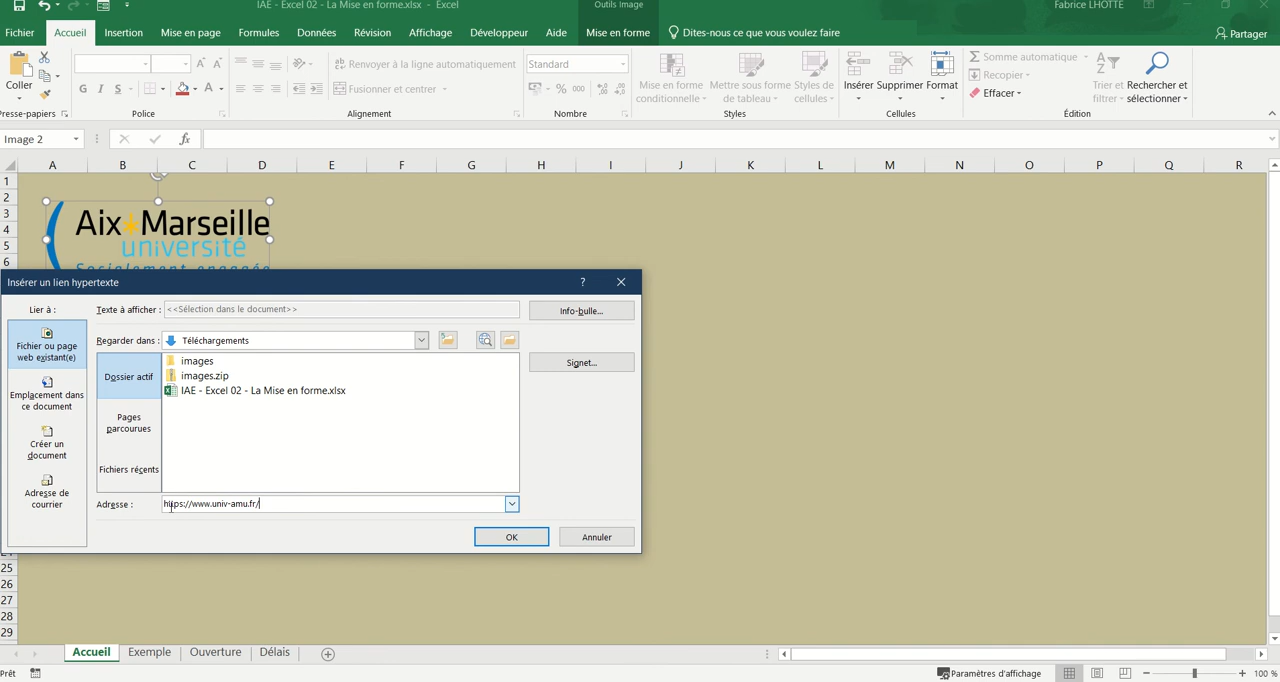 IAE - Excel 02 - La Mise en forme.xlsx - Excel
Outils Image
Fabrice LHOTTE
Fichier Accueil Insertion Mise en page Formules Données Révision Affichage Développeur Aide Mise en forme Dites-nous ce que vous voulez faire Partager
Coller
G I S
A A
Renvoyer à la ligne automatiquement
Fusionner et centrer
Standard
% 000
Mise en forme conditionnelle
Mettre sous forme de tableau
Styles de cellules
Insérer Supprimer Format
Somme automatique
Recopier
Effacer
Trier et filtrer
Rechercher et sélectionner
Presse-papiers Police Alignement Nombre Styles Cellules Édition
Image 2 fx
A B C D E F G H I J K L M N O P Q R
1
2
3
4
5
6
Aix Marseille
université
Socialement engagée
Insérer un lien hypertexte ?
Lier à :
Texte à afficher : <<Sélection dans le document>> Info-bulle...
Fichier ou page web existant(e)
Regarder dans : Téléchargements
Emplacement dans ce document
Créer un document
Adresse de courrier
Dossier actif
Pages parcourues
Fichiers récents
images
images.zip
IAE - Excel 02 - La Mise en forme.xlsx
Signet...
Adresse : https://www.univ-amu.fr/
OK Annuler
25
26
27
28
29
Accueil Exemple Ouverture Délais
Prêt Paramètres d'affichage 100 %